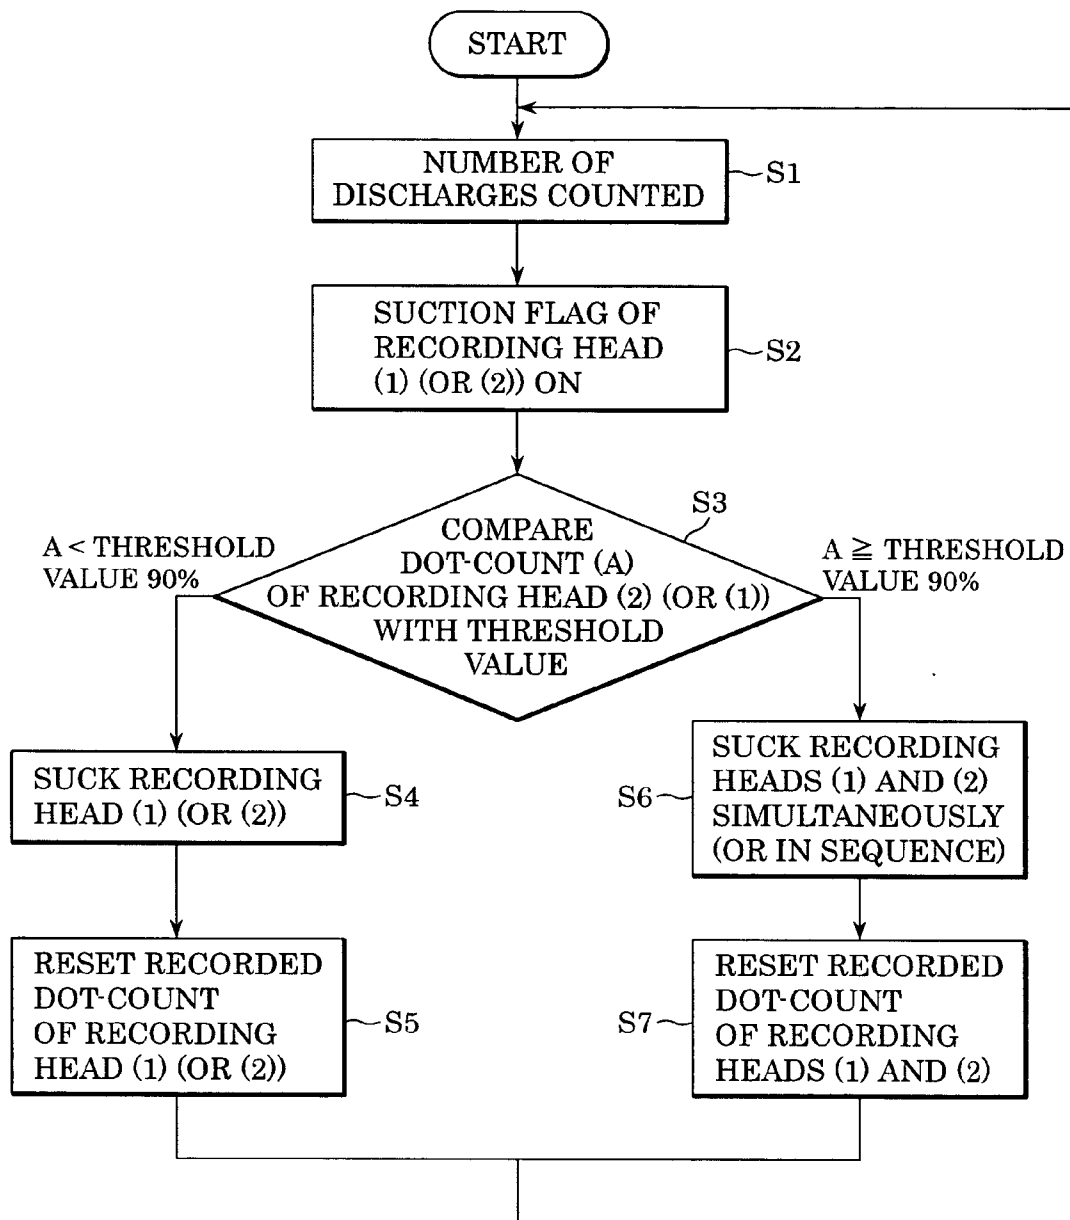 START
NUMBER OF
DISCHARGES COUNTED
S1
SUCTION FLAG OF
RECORDING HEAD
(1) (OR (2)) ON
S2
S3
COMPARE
DOT-COUNT (A)
OF RECORDING HEAD (2) (OR (1))
WITH THRESHOLD
VALUE
A < THRESHOLD
VALUE 90%
A ≧ THRESHOLD
VALUE 90%
SUCK RECORDING
HEAD (1) (OR (2))
S4
RESET RECORDED
DOT-COUNT
OF RECORDING
HEAD (1) (OR (2))
S5
SUCK RECORDING
HEADS (1) AND (2)
SIMULTANEOUSLY
(OR IN SEQUENCE)
S6
RESET RECORDED
DOT-COUNT
OF RECORDING
HEADS (1) AND (2)
S7